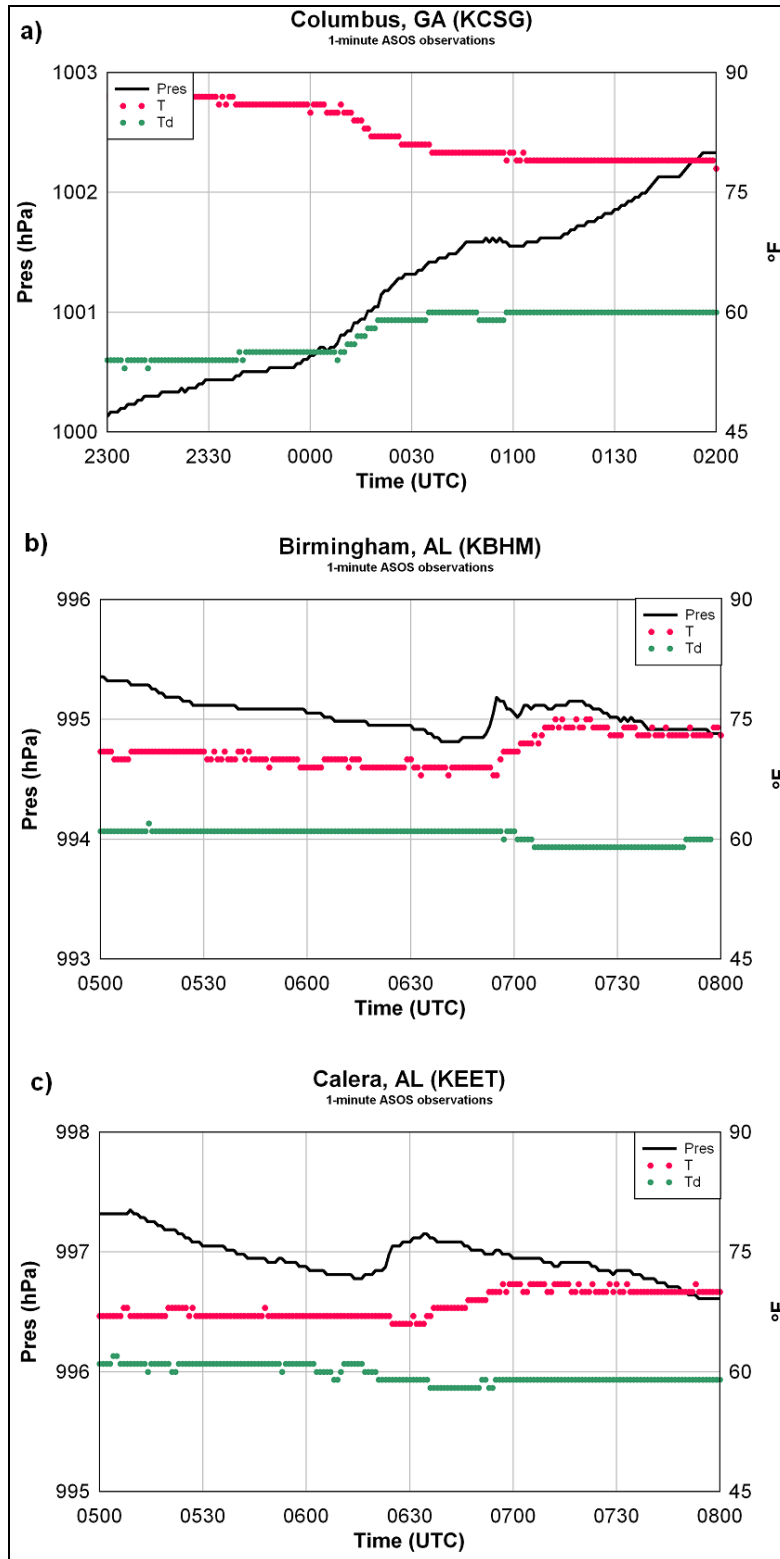 a)
Columbus, GA (KCSG)
1-minute ASOS observations
Pres
T
Td
1003
1002
1001
1000
Pres (hPa)
90
75
60
45
°F
2300 2330 0000 0030 0100 0130 0200
Time (UTC)
b)
Birmingham, AL (KBHM)
1-minute ASOS observations
Pres
T
Td
996
995
994
993
Pres (hPa)
90
75
60
45
°F
0500 0530 0600 0630 0700 0730 0800
Time (UTC)
c)
Calera, AL (KEET)
1-minute ASOS observations
Pres
T
Td
998
997
996
995
Pres (hPa)
90
75
60
45
°F
0500 0530 0600 0630 0700 0730 0800
Time (UTC)